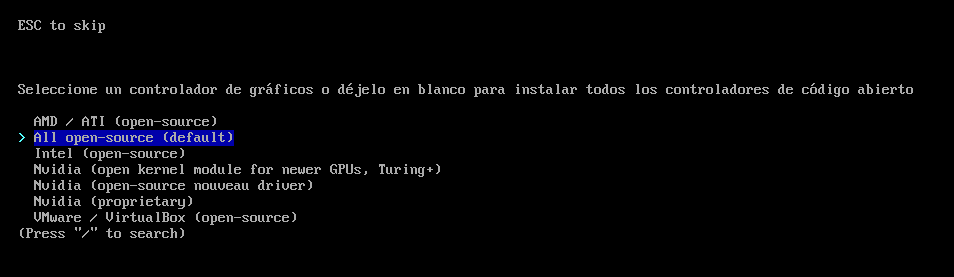 ESC to skip
Seleccione un controlador de gráficos o déjelo en blanco para instalar todos los controladores de código abierto
AMD / ATI (open-source)
> All open-source (default)
Intel (open-source)
Nvidia (open kernel module for newer GPUs, Turing+)
Nvidia (open-source nouveau driver)
Nvidia (proprietary)
VMware / VirtualBox (open-source)
(Press "/" to search)